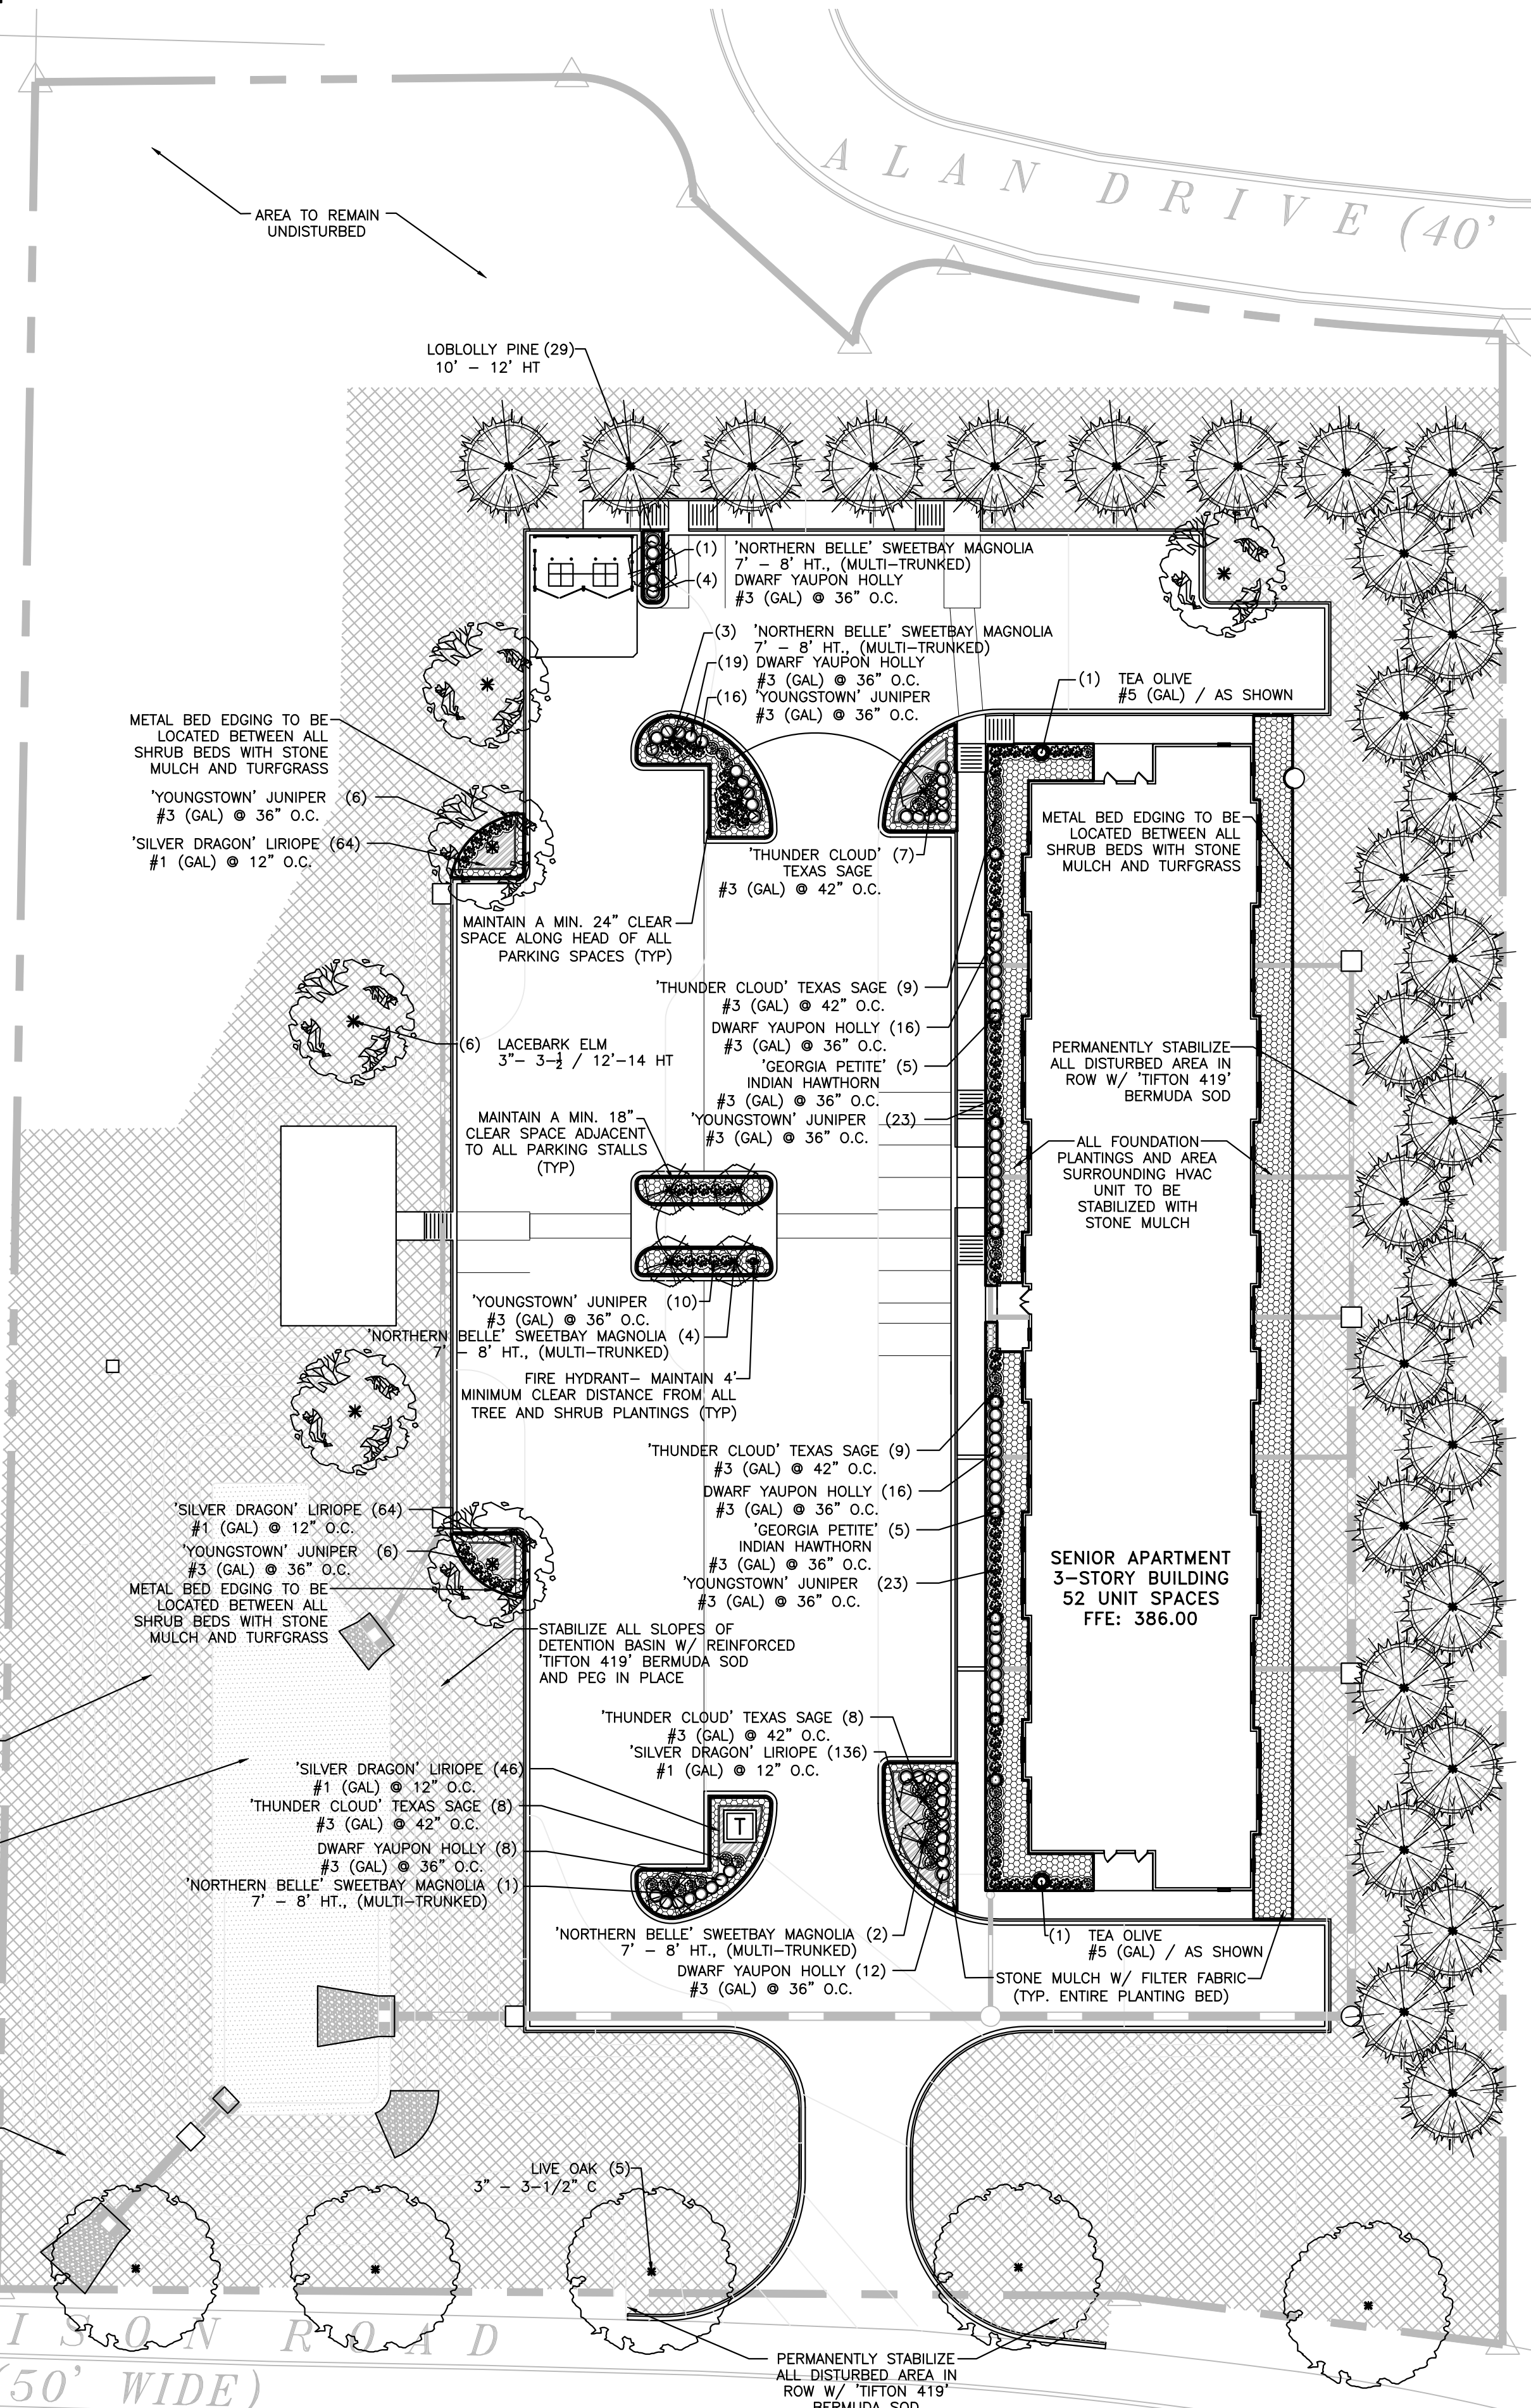 ALAN DRIVE (40'
AREA TO REMAIN
UNDISTURBED
LOBLOLLY PINE (29)
10' – 12' HT
(1) 'NORTHERN BELLE' SWEETBAY MAGNOLIA
7' – 8' HT., (MULTI–TRUNKED)
(4) DWARF YAUPON HOLLY
#3 (GAL) @ 36" O.C.
(3) 'NORTHERN BELLE' SWEETBAY MAGNOLIA
7' – 8' HT., (MULTI–TRUNKED)
(19) DWARF YAUPON HOLLY
#3 (GAL) @ 36" O.C.
(16) 'YOUNGSTOWN' JUNIPER
#3 (GAL) @ 36" O.C.
(1) TEA OLIVE
#5 (GAL) / AS SHOWN
METAL BED EDGING TO BE
LOCATED BETWEEN ALL
SHRUB BEDS WITH STONE
MULCH AND TURFGRASS
'YOUNGSTOWN' JUNIPER (6)
#3 (GAL) @ 36" O.C.
'SILVER DRAGON' LIRIOPE (64)
#1 (GAL) @ 12" O.C.
METAL BED EDGING TO BE
LOCATED BETWEEN ALL
SHRUB BEDS WITH STONE
MULCH AND TURFGRASS
'THUNDER CLOUD' (7)
TEXAS SAGE
#3 (GAL) @ 42" O.C.
MAINTAIN A MIN. 24" CLEAR
SPACE ALONG HEAD OF ALL
PARKING SPACES (TYP)
'THUNDER CLOUD' TEXAS SAGE (9)
#3 (GAL) @ 42" O.C.
DWARF YAUPON HOLLY (16)
#3 (GAL) @ 36" O.C.
(6) LACEBARK ELM
3"– 3–1/2 / 12'–14 HT
'GEORGIA PETITE' (5)
INDIAN HAWTHORN
#3 (GAL) @ 36" O.C.
'YOUNGSTOWN' JUNIPER (23)
#3 (GAL) @ 36" O.C.
PERMANENTLY STABILIZE
ALL DISTURBED AREA IN
ROW W/ 'TIFTON 419'
BERMUDA SOD
MAINTAIN A MIN. 18"
CLEAR SPACE ADJACENT
TO ALL PARKING STALLS
(TYP)
ALL FOUNDATION
PLANTINGS AND AREA
SURROUNDING HVAC
UNIT TO BE
STABILIZED WITH
STONE MULCH
'YOUNGSTOWN' JUNIPER (10)
#3 (GAL) @ 36" O.C.
'NORTHERN BELLE' SWEETBAY MAGNOLIA (4)
7' – 8' HT., (MULTI–TRUNKED)
FIRE HYDRANT– MAINTAIN 4'
MINIMUM CLEAR DISTANCE FROM ALL
TREE AND SHRUB PLANTINGS (TYP)
'THUNDER CLOUD' TEXAS SAGE (9)
#3 (GAL) @ 42" O.C.
DWARF YAUPON HOLLY (16)
#3 (GAL) @ 36" O.C.
'GEORGIA PETITE' (5)
INDIAN HAWTHORN
#3 (GAL) @ 36" O.C.
'YOUNGSTOWN' JUNIPER (23)
#3 (GAL) @ 36" O.C.
'SILVER DRAGON' LIRIOPE (64)
#1 (GAL) @ 12" O.C.
'YOUNGSTOWN' JUNIPER (6)
#3 (GAL) @ 36" O.C.
METAL BED EDGING TO BE
LOCATED BETWEEN ALL
SHRUB BEDS WITH STONE
MULCH AND TURFGRASS
SENIOR APARTMENT
3–STORY BUILDING
52 UNIT SPACES
FFE: 386.00
STABILIZE ALL SLOPES OF
DETENTION BASIN W/ REINFORCED
'TIFTON 419' BERMUDA SOD
AND PEG IN PLACE
'THUNDER CLOUD' TEXAS SAGE (8)
#3 (GAL) @ 42" O.C.
'SILVER DRAGON' LIRIOPE (136)
#1 (GAL) @ 12" O.C.
'SILVER DRAGON' LIRIOPE (46)
#1 (GAL) @ 12" O.C.
'THUNDER CLOUD' TEXAS SAGE (8)
#3 (GAL) @ 42" O.C.
T
DWARF YAUPON HOLLY (8)
#3 (GAL) @ 36" O.C.
'NORTHERN BELLE' SWEETBAY MAGNOLIA (1)
7' – 8' HT., (MULTI–TRUNKED)
'NORTHERN BELLE' SWEETBAY MAGNOLIA (2)
7' – 8' HT., (MULTI–TRUNKED)
DWARF YAUPON HOLLY (12)
#3 (GAL) @ 36" O.C.
(1) TEA OLIVE
#5 (GAL) / AS SHOWN
STONE MULCH W/ FILTER FABRIC
(TYP. ENTIRE PLANTING BED)
LIVE OAK (5)
3" – 3–1/2" C
ISON ROAD
(50' WIDE)
PERMANENTLY STABILIZE
ALL DISTURBED AREA IN
ROW W/ 'TIFTON 419'
BERMUDA SOD